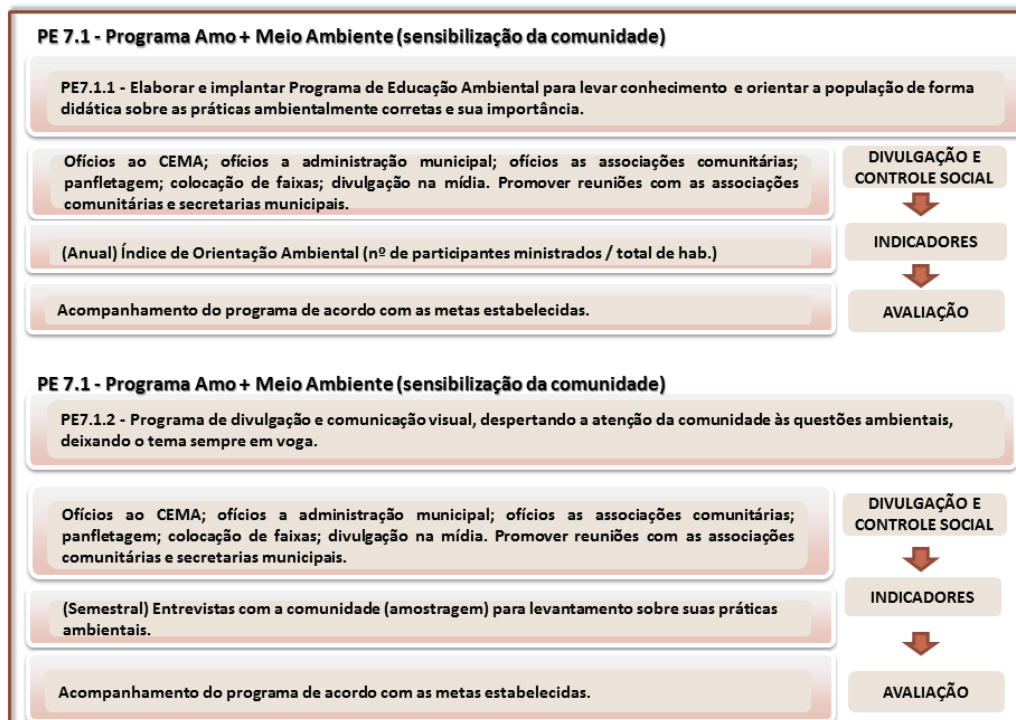 PE 7.1 - Programa Amo + Meio Ambiente (sensibilização da comunidade)
PE7.1.1 - Elaborar e implantar Programa de Educação Ambiental para levar conhecimento e orientar a população de forma
didática sobre as práticas ambientalmente corretas e sua importância.
Ofícios ao CEMA; ofícios a administração municipal; ofícios as associações comunitárias;
panfletagem; colocação de faixas; divulgação na mídia. Promover reuniões com as associações
comunitárias e secretarias municipais.
DIVULGAÇÃO E
CONTROLE SOCIAL
(Anual) Índice de Orientação Ambiental (nº de participantes ministrados / total de hab.)
INDICADORES
Acompanhamento do programa de acordo com as metas estabelecidas.
AVALIAÇÃO
PE 7.1 - Programa Amo + Meio Ambiente (sensibilização da comunidade)
PE7.1.2 - Programa de divulgação e comunicação visual, despertando a atenção da comunidade às questões ambientais,
deixando o tema sempre em voga.
Ofícios ao CEMA; ofícios a administração municipal; ofícios as associações comunitárias;
panfletagem; colocação de faixas; divulgação na mídia. Promover reuniões com as associações
comunitárias e secretarias municipais.
DIVULGAÇÃO E
CONTROLE SOCIAL
(Semestral) Entrevistas com a comunidade (amostragem) para levantamento sobre suas práticas
ambientais.
INDICADORES
Acompanhamento do programa de acordo com as metas estabelecidas.
AVALIAÇÃO